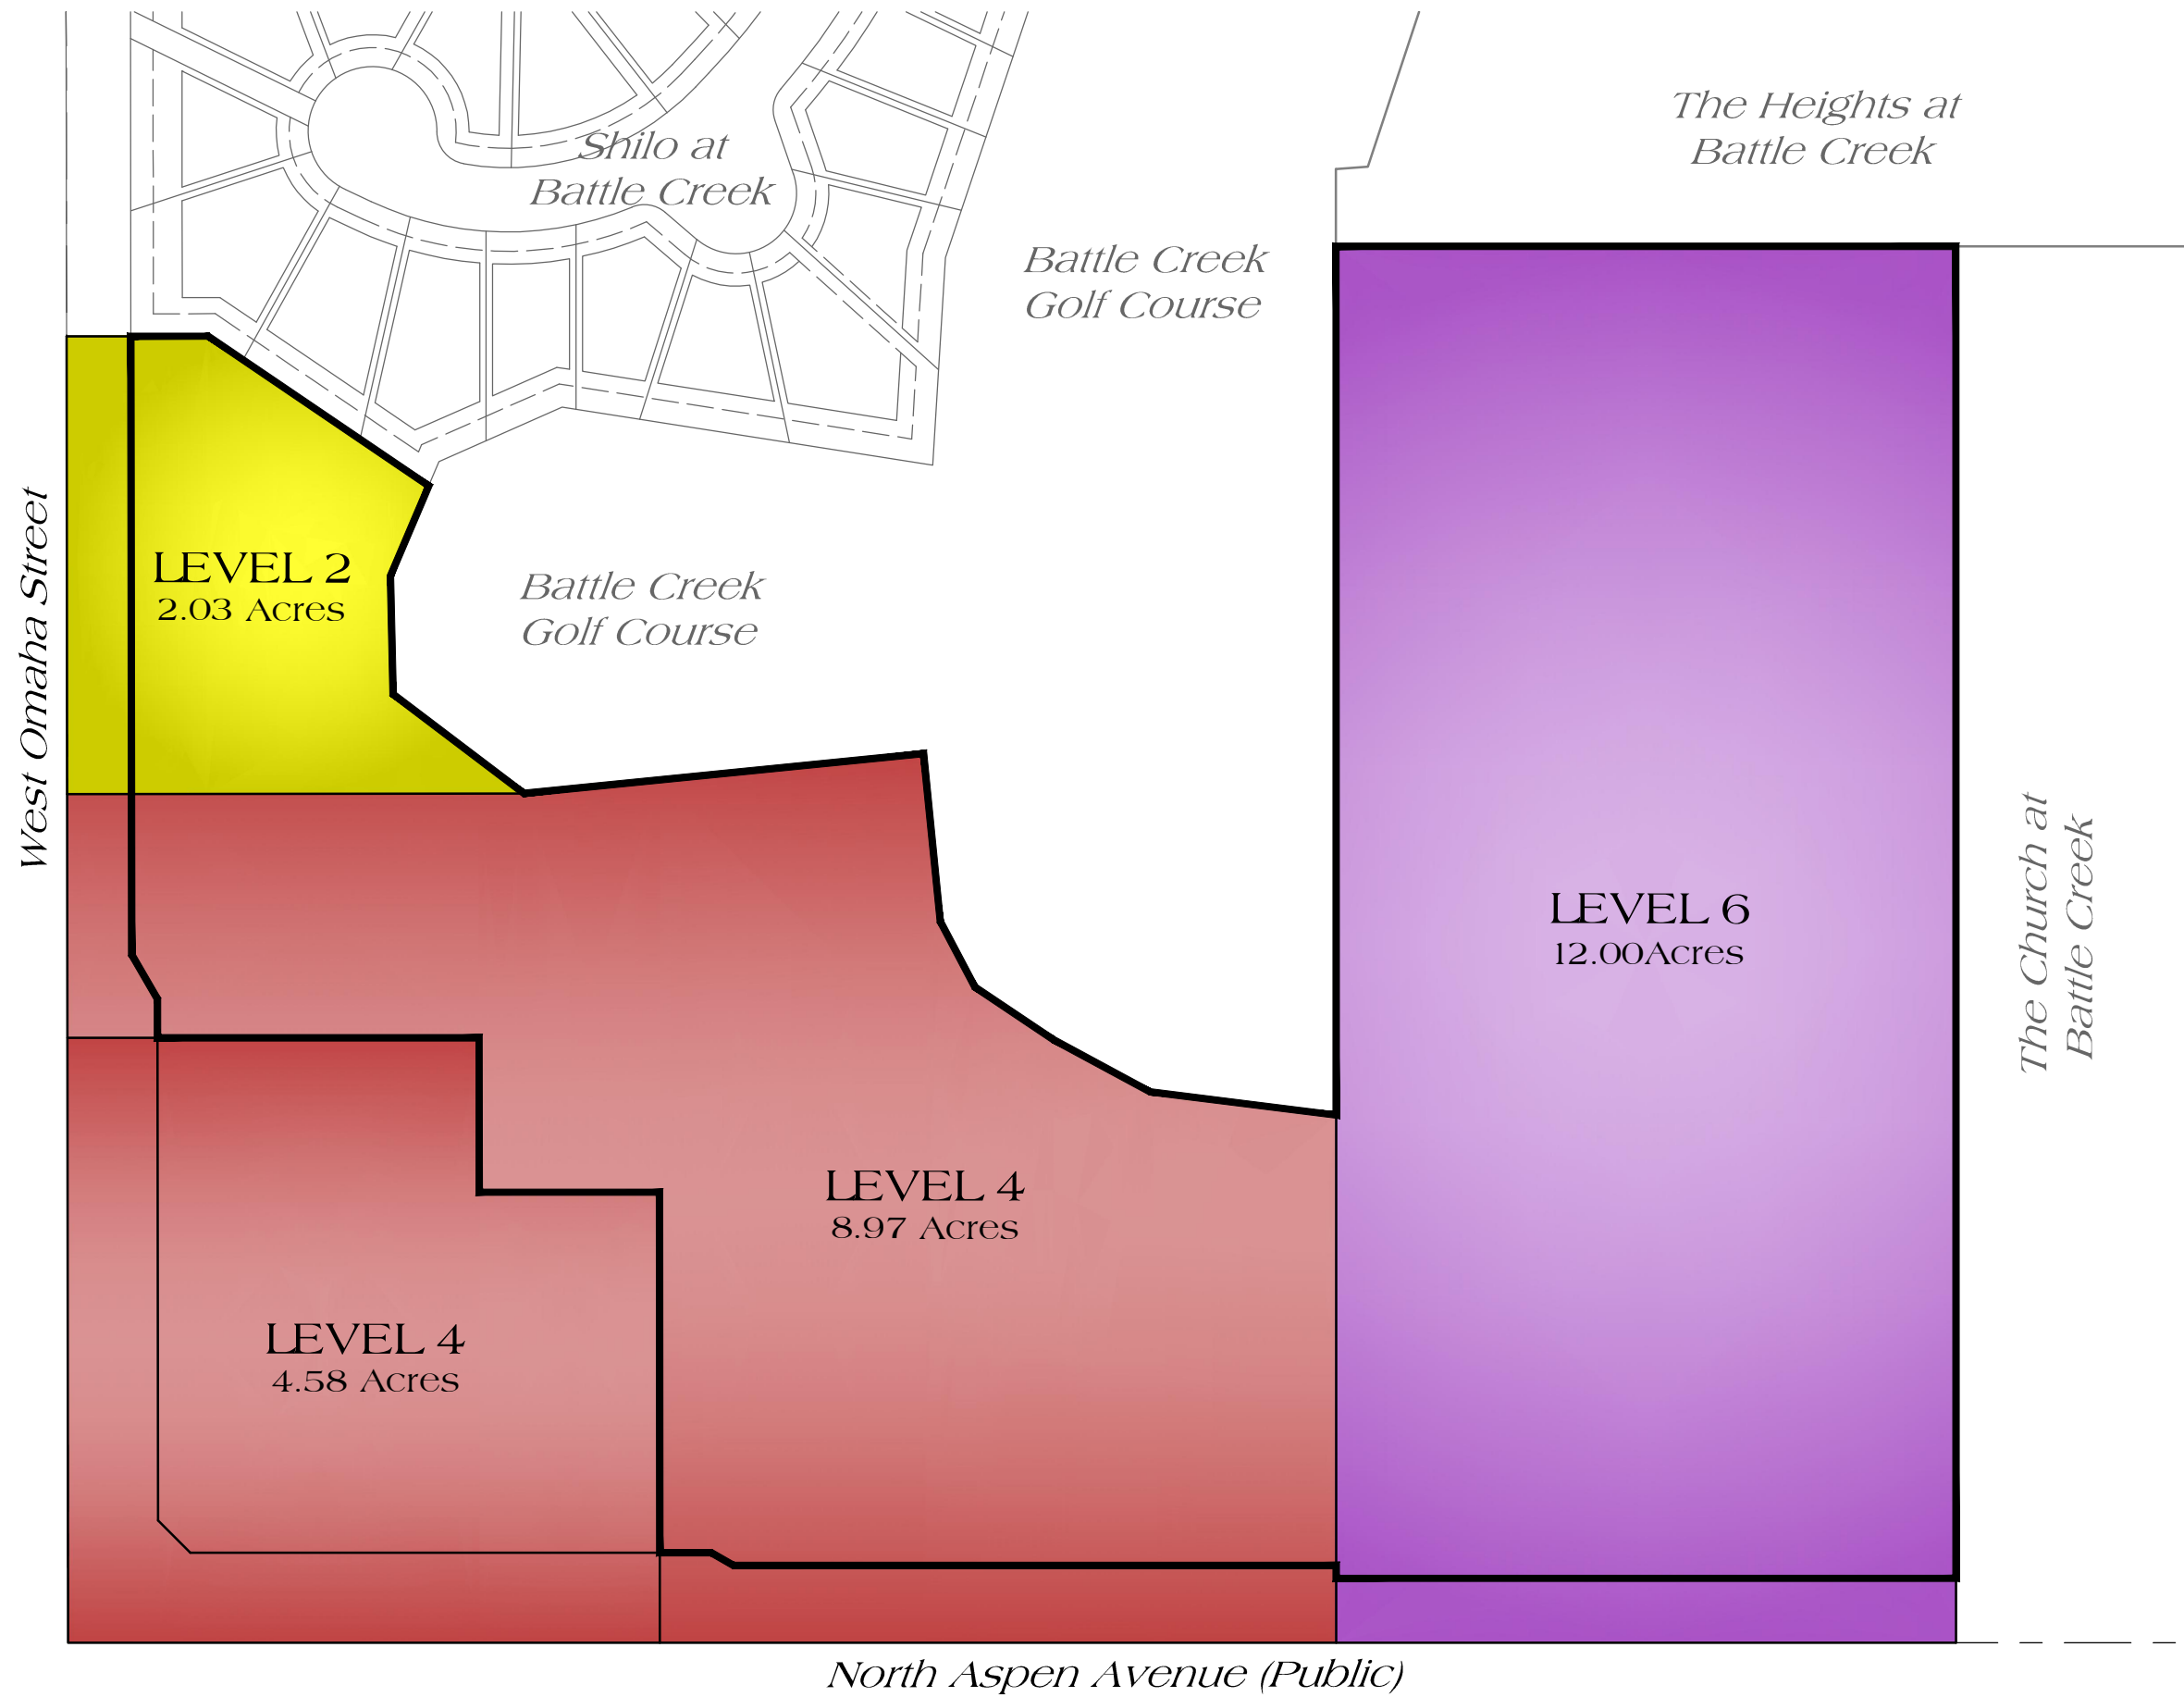 The Heights at
Battle Creek
Shilo at
Battle Creek
Battle Creek
Golf Course
West Omaha Street
LEVEL 2
2.03 Acres
Battle Creek
Golf Course
LEVEL 6
12.00Acres
The Church at
Battle Creek
LEVEL 4
8.97 Acres
LEVEL 4
4.58 Acres
North Aspen Avenue (Public)